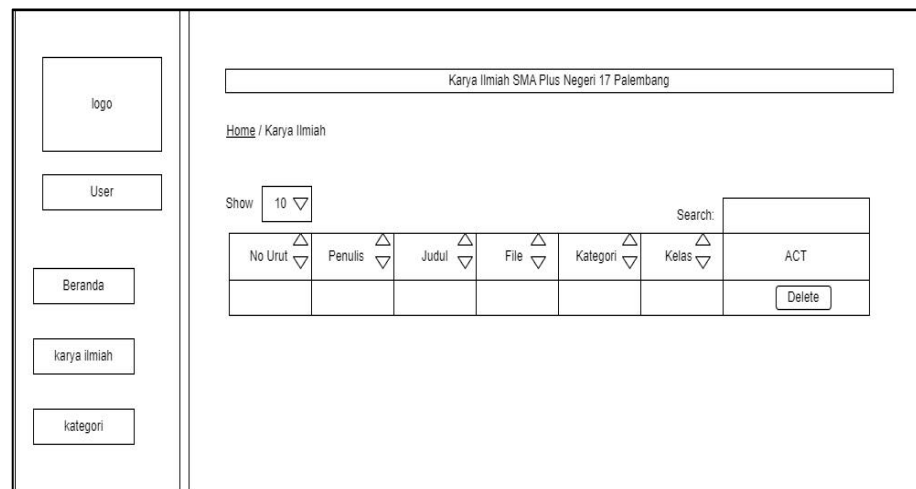 logo
User
Beranda
karya ilmiah
kategori
Karya Ilmiah SMA Plus Negeri 17 Palembang
Home / Karya Ilmiah
Show 10
Search:
No Urut Penulis Judul File Kategori Kelas ACT
Delete